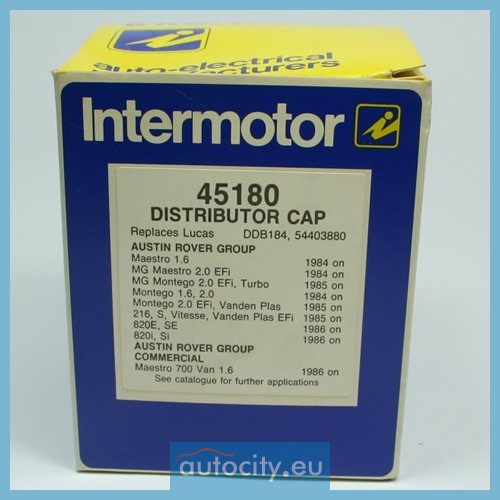 auto-electrical
Intermotor
45180
DISTRIBUTOR CAP
Replaces Lucas DDB184, 54403880
AUSTIN ROVER GROUP
Maestro 1.6 1984 on
MG Maestro 2.0 EFi 1984 on
MG Montego 2.0 EFi, Turbo 1985 on
Montego 1.6, 2.0 1984 on
Montego 2.0 EFi, Vanden Plas 1985 on
216, S, Vitesse, Vanden Plas EFi 1985 on
820E, SE 1986 on
820i, Si 1986 on
AUSTIN ROVER GROUP
COMMERCIAL
Maestro 700 Van 1.6 1986 on
See catalogue for further applications
autocity.eu